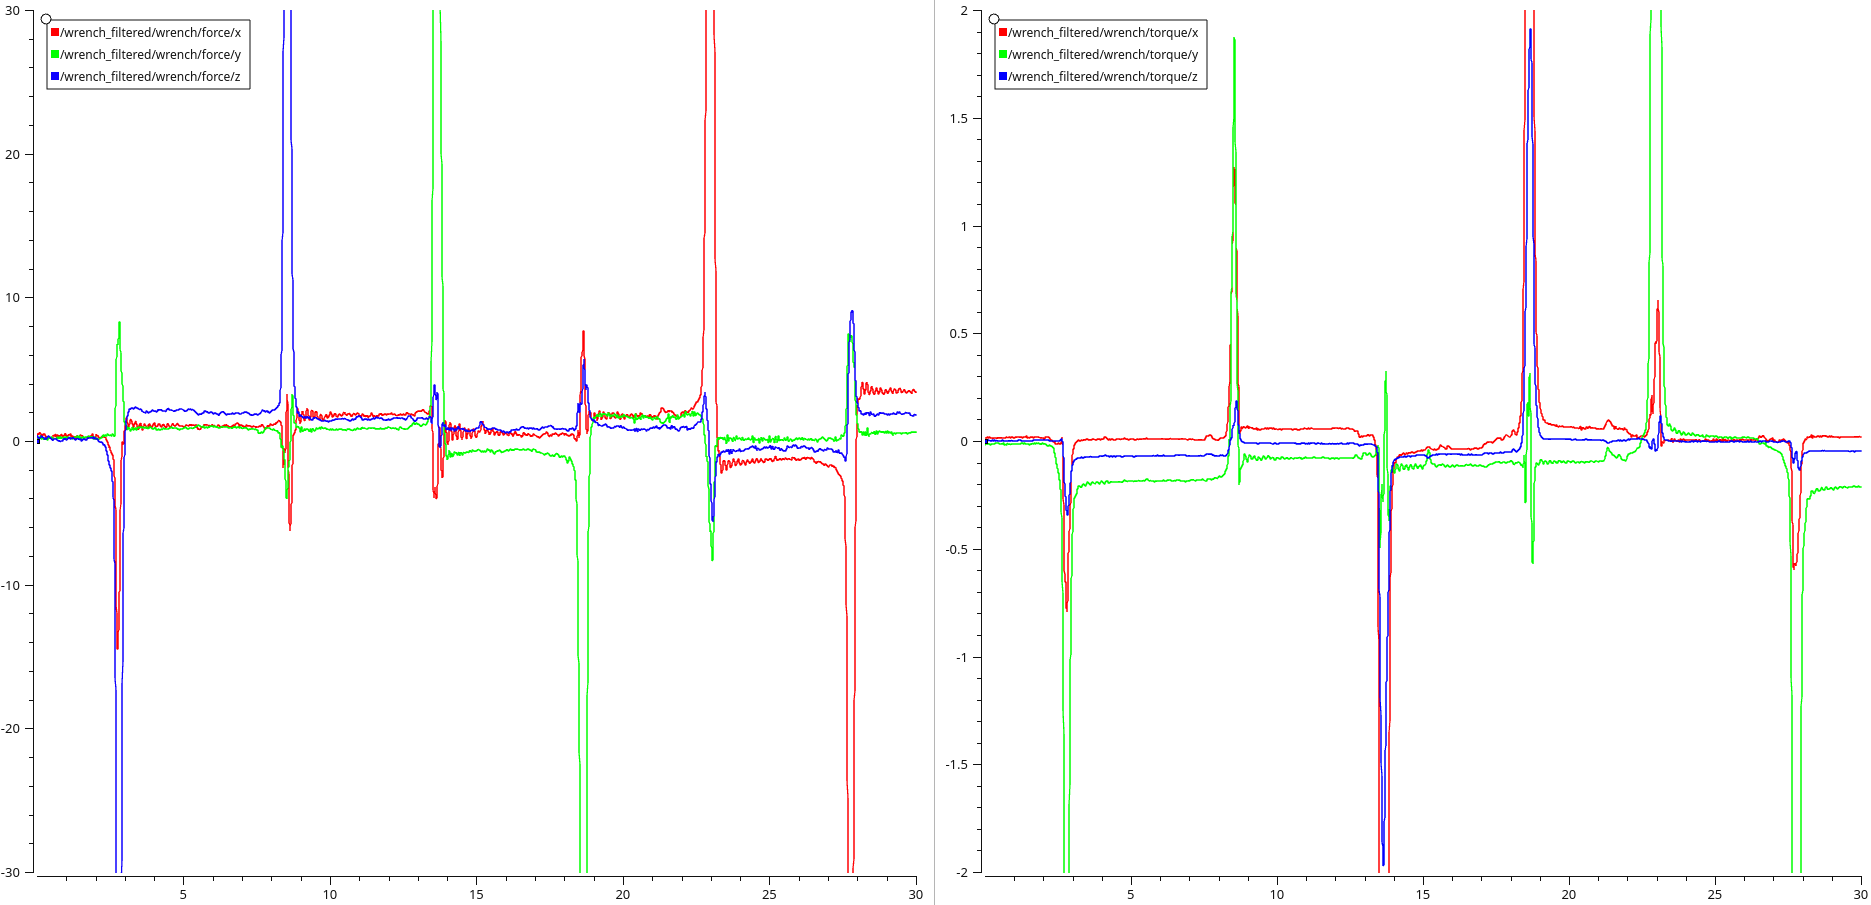 30
20
10
0
-10
-20
-30
5 10 15 20 25 30
/wrench_filtered/wrench/force/x
/wrench_filtered/wrench/force/y
/wrench_filtered/wrench/force/z
2
1.5
1
0.5
0
-0.5
-1
-1.5
-2
5 10 15 20 25 30
/wrench_filtered/wrench/torque/x
/wrench_filtered/wrench/torque/y
/wrench_filtered/wrench/torque/z